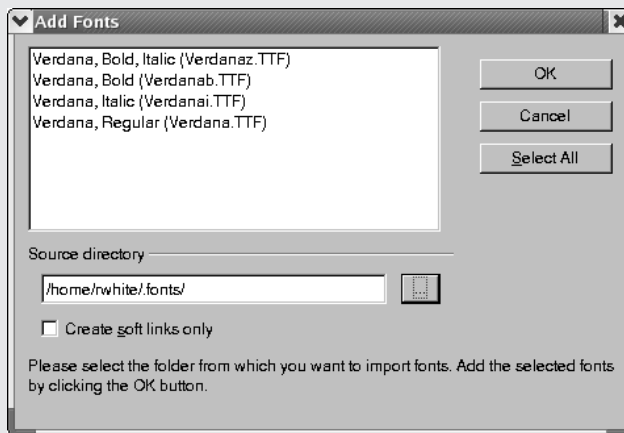 Add Fonts
Verdana, Bold, Italic (Verdanaz.TTF)
Verdana, Bold (Verdanab.TTF)
Verdana, Italic (Verdanai.TTF)
Verdana, Regular (Verdana.TTF)
OK
Cancel
Select All
Source directory
/home/rwhite/.fonts/
...
Create soft links only
Please select the folder from which you want to import fonts. Add the selected fonts
by clicking the OK button.